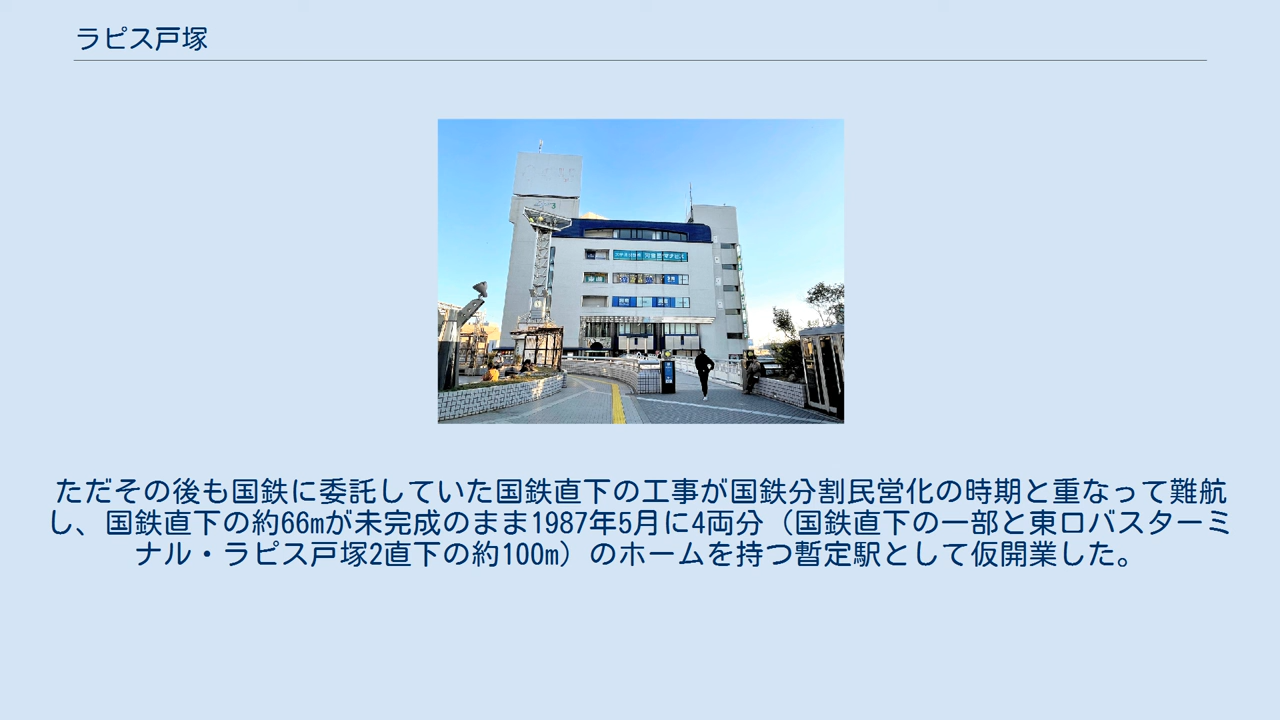 ラピス戸塚
ただその後も国鉄に委託していた国鉄直下の工事が国鉄分割民営化の時期と重なって難航
し、国鉄直下の約66mが未完成のまま1987年5月に4両分（国鉄直下の一部と東口バスターミ
ナル・ラピス戸塚2直下の約100m）のホームを持つ暫定駅として仮開業した。